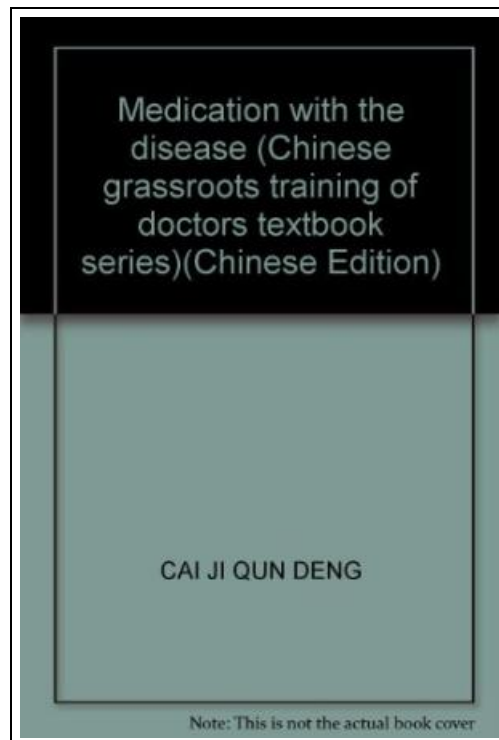 Medication with the
disease (Chinese
grassroots training of
doctors textbook
series)(Chinese Edition)
CAI JI QUN DENG
Note: This is not the actual book cover